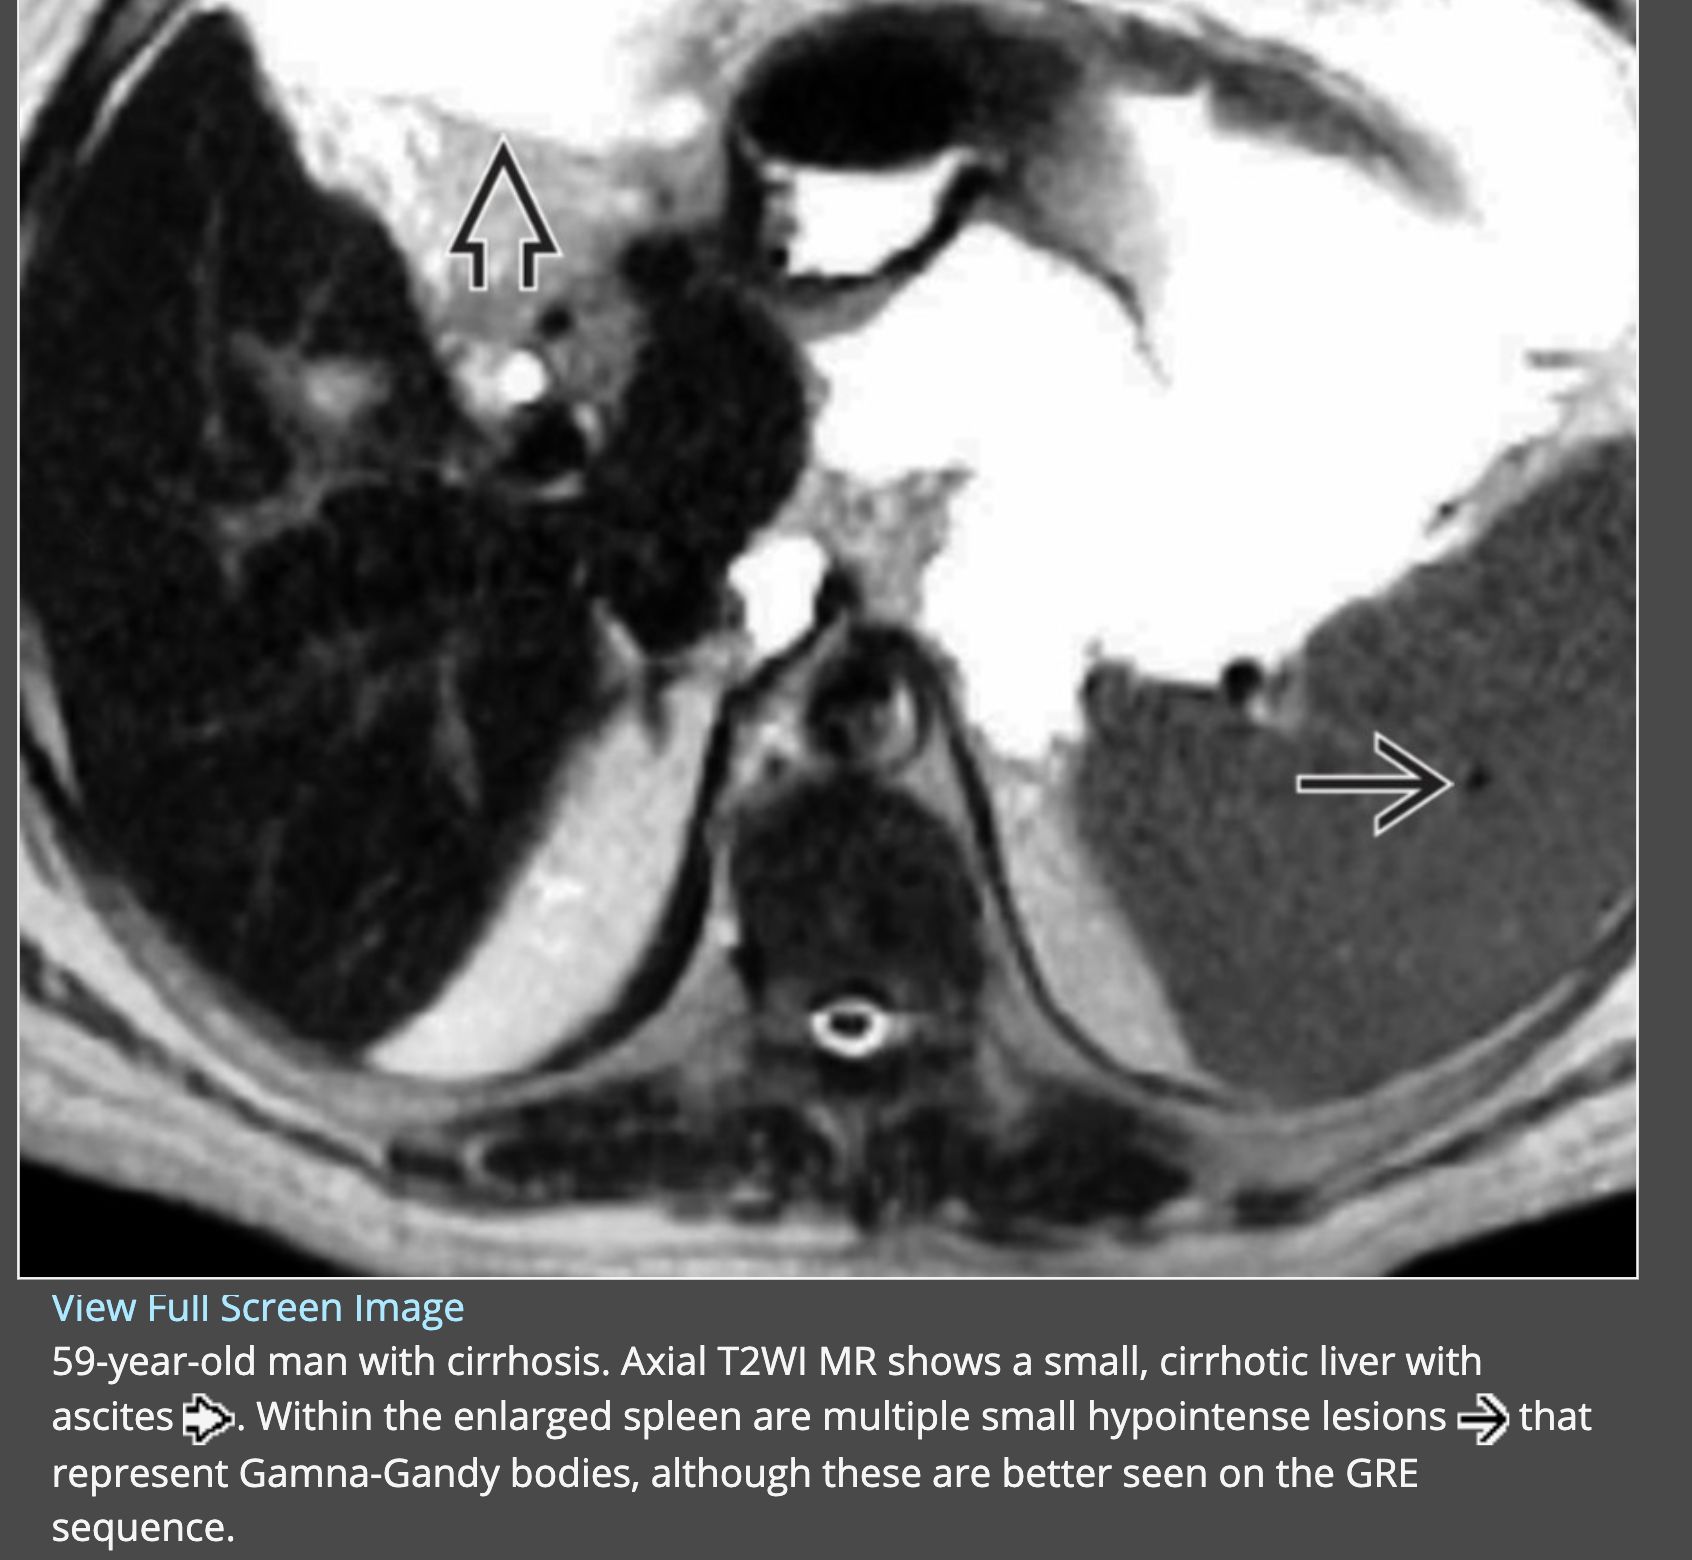 View Full Screen Image
59-year-old man with cirrhosis. Axial T2WI MR shows a small, cirrhotic liver with
ascites . Within the enlarged spleen are multiple small hypointense lesions that
represent Gamna-Gandy bodies, although these are better seen on the GRE
sequence.